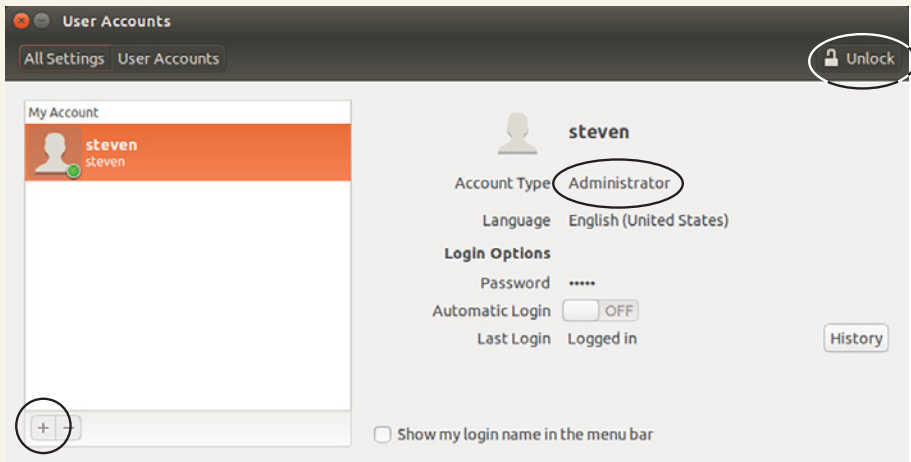 User Accounts
All Settings User Accounts
Unlock
My Account
steven
steven
steven
Account Type Administrator
Language English (United States)
Login Options
Password •••••
Automatic Login OFF
Last Login Logged in
History
+ −
Show my login name in the menu bar